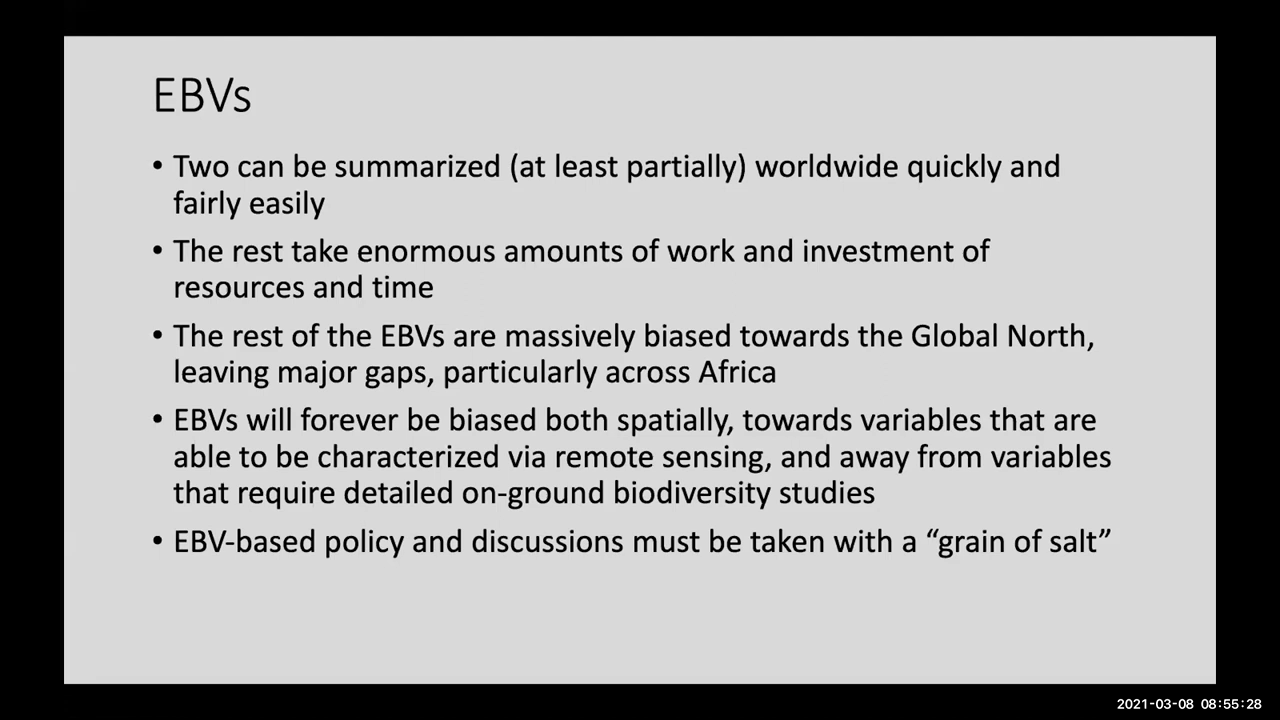 EBVs
• Two can be summarized (at least partially) worldwide quickly and
fairly easily
• The rest take enormous amounts of work and investment of
resources and time
• The rest of the EBVs are massively biased towards the Global North,
leaving major gaps, particularly across Africa
• EBVs will forever be biased both spatially, towards variables that are
able to be characterized via remote sensing, and away from variables
that require detailed on-ground biodiversity studies
• EBV-based policy and discussions must be taken with a “grain of salt”
2021-03-08 08:55:28